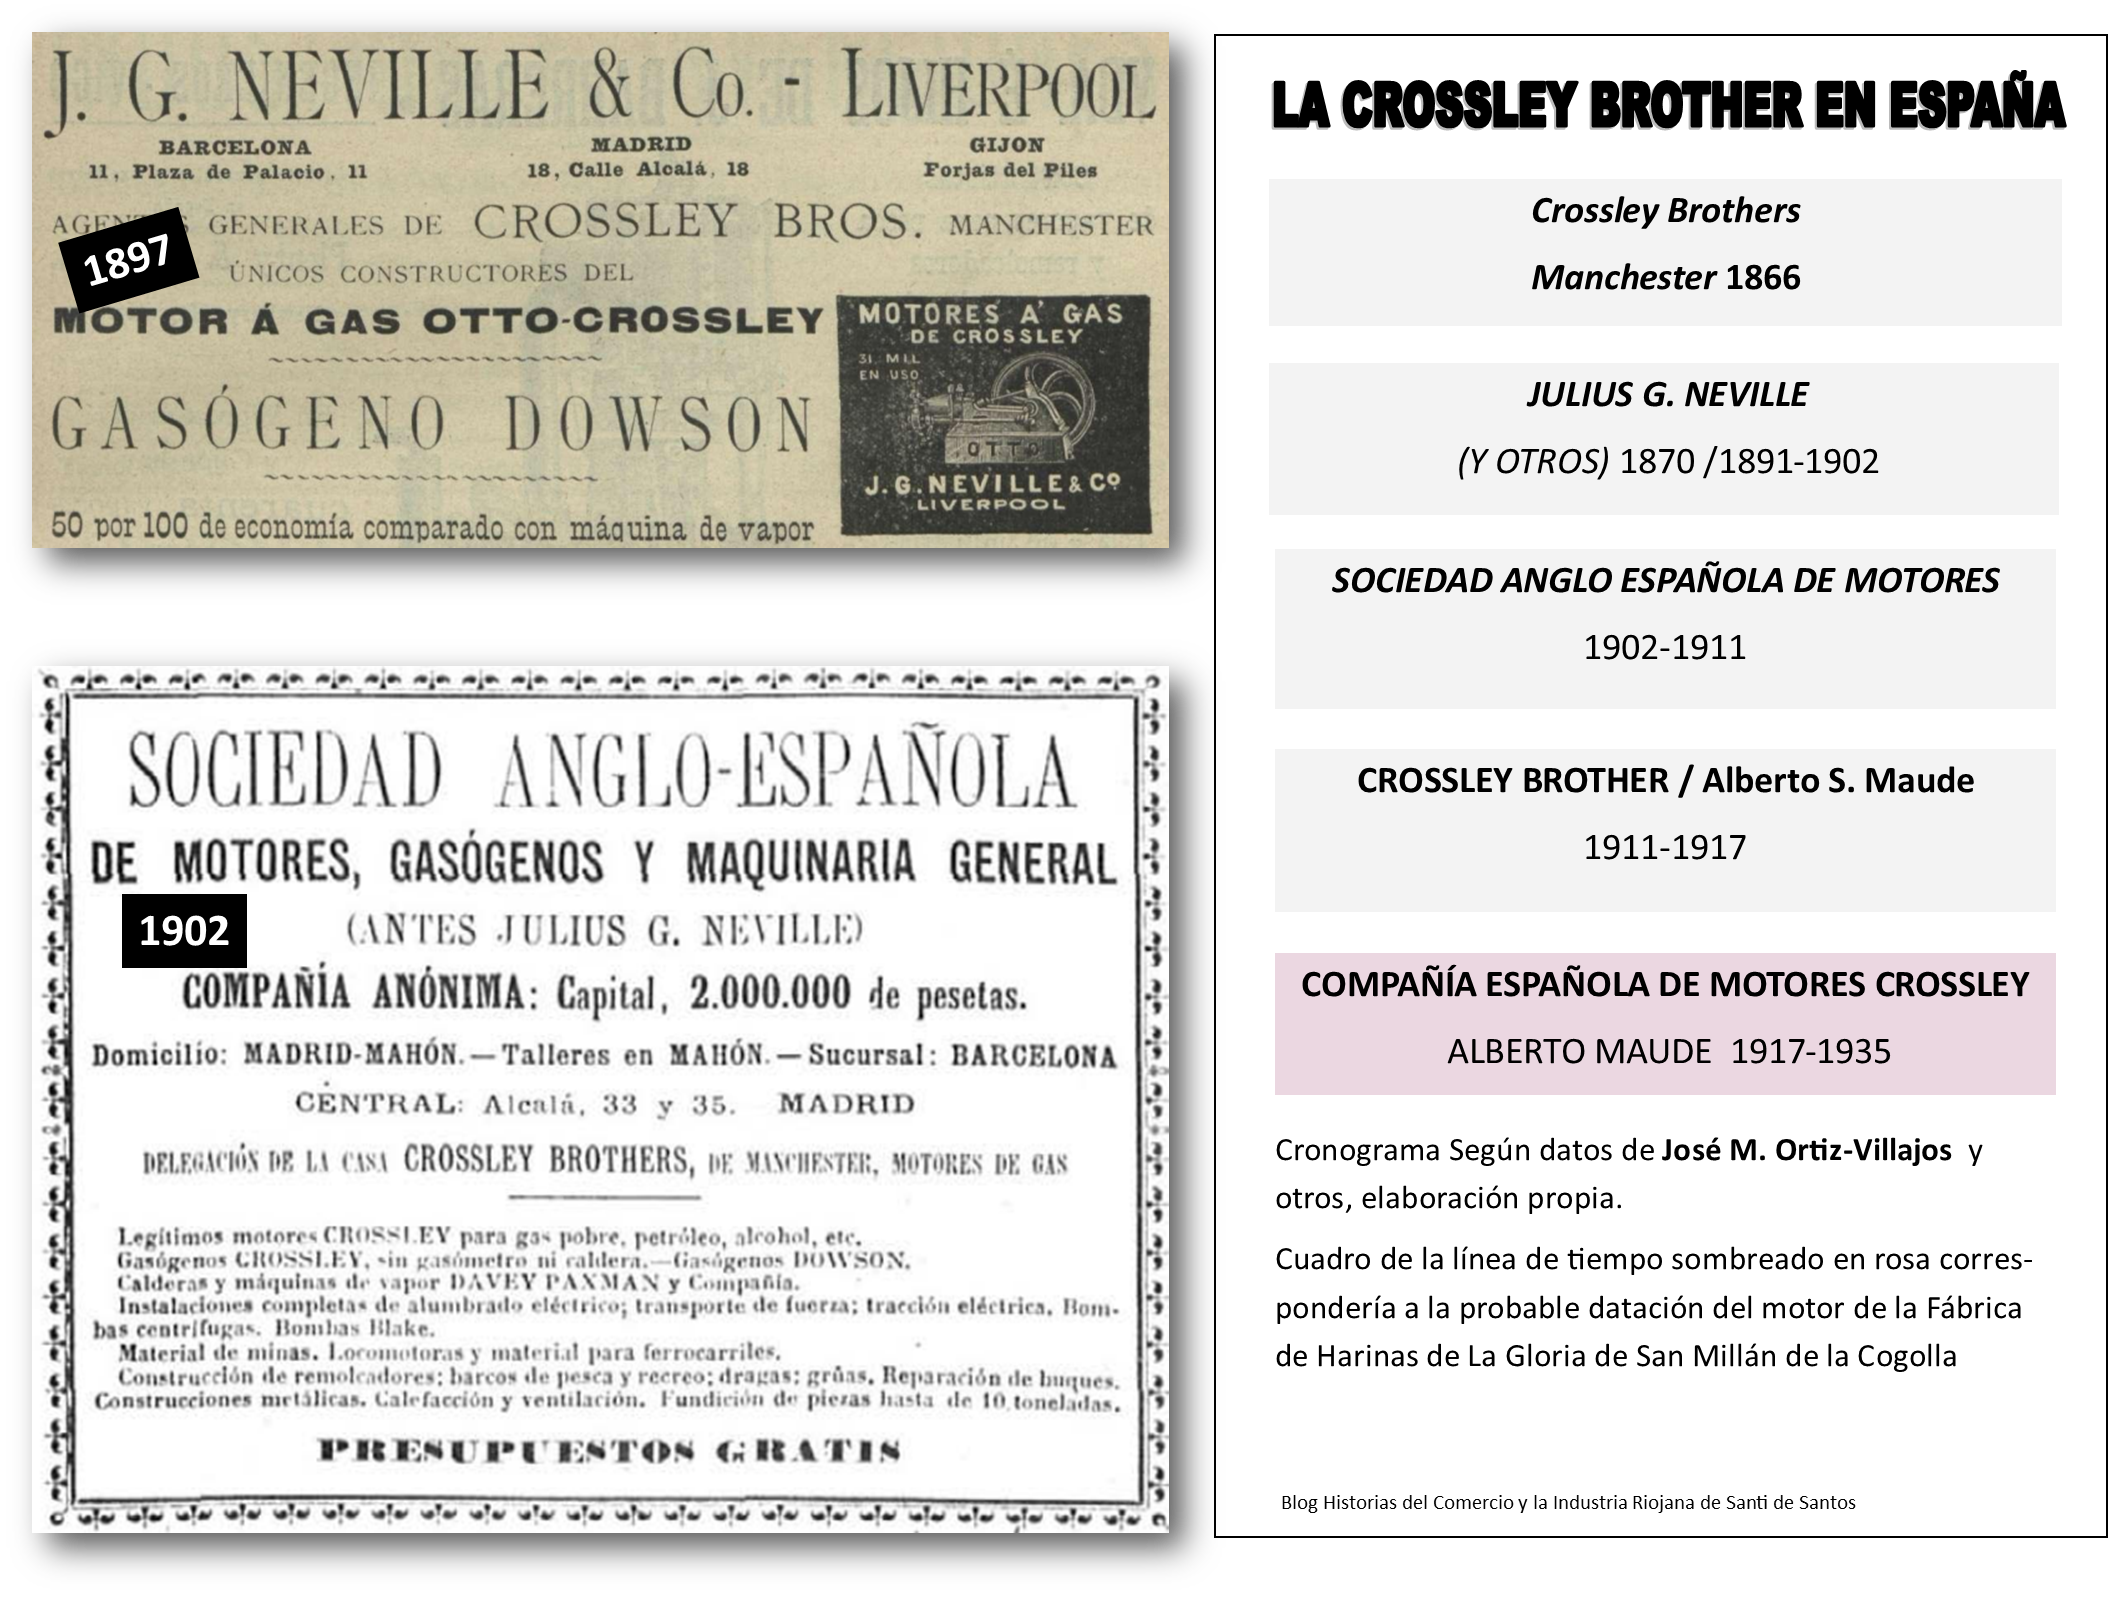 J. G. NEVILLE & Co. - LIVERPOOL
BARCELONA
11, Plaza de Palacio, 11
MADRID
18, Calle Alcalá, 18
GIJON
Forjas del Piles
GENERALES DE CROSSLEY BROS. MANCHESTER
1897
ÚNICOS CONSTRUCTORES DEL
MOTOR Á GAS OTTO-CROSSLEY
GASÓGENO DOWSON
50 por 100 de economía comparado con máquina de vapor
MOTORES A' GAS
DE CROSSLEY
31 MIL
EN USO
OTTO
J. G. NEVILLE & Cº
LIVERPOOL
SOCIEDAD ANGLO-ESPAÑOLA
DE MOTORES, GASÓGENOS Y MAQUINARIA GENERAL
1902
(ANTES JULIUS G. NEVILLE)
COMPAÑÍA ANÓNIMA: Capital, 2.000.000 de pesetas.
Domicilio: MADRID-MAHÓN.—Talleres en MAHÓN.—Sucursal: BARCELONA
CENTRAL: Alcalá, 33 y 35. MADRID
DELEGACIÓN DE LA CASA CROSSLEY BROTHERS, DE MANCHESTER, MOTORES DE GAS
Legítimos motores CROSSLEY para gas pobre, petróleo, alcohol, etc.
Gasógenos CROSSLEY, sin gasómetro ni caldera.—Gasógenos DOWSON.
Calderas y máquinas de vapor DAVEY PAXMAN y Compañía.
Instalaciones completas de alumbrado eléctrico; transporte de fuerza; tracción eléctrica. Bom-
bas centrífugas. Bombas Blake.
Material de minas. Locomotoras y material para ferrocarriles.
Construcción de remolcadores; barcos de pesca y recreo; dragas; grúas. Reparación de buques.
Construcciones metálicas. Calefacción y ventilación. Fundición de piezas hasta de 10 toneladas.
PRESUPUESTOS GRATIS
LA CROSSLEY BROTHER EN ESPAÑA
Crossley Brothers
Manchester 1866
JULIUS G. NEVILLE
(Y OTROS) 1870 /1891-1902
SOCIEDAD ANGLO ESPAÑOLA DE MOTORES
1902-1911
CROSSLEY BROTHER / Alberto S. Maude
1911-1917
COMPAÑÍA ESPAÑOLA DE MOTORES CROSSLEY
ALBERTO MAUDE 1917-1935
Cronograma Según datos de José M. Ortiz-Villajos y
otros, elaboración propia.
Cuadro de la línea de tiempo sombreado en rosa corres-
pondería a la probable datación del motor de la Fábrica
de Harinas de La Gloria de San Millán de la Cogolla
Blog Historias del Comercio y la Industria Riojana de Santi de Santos